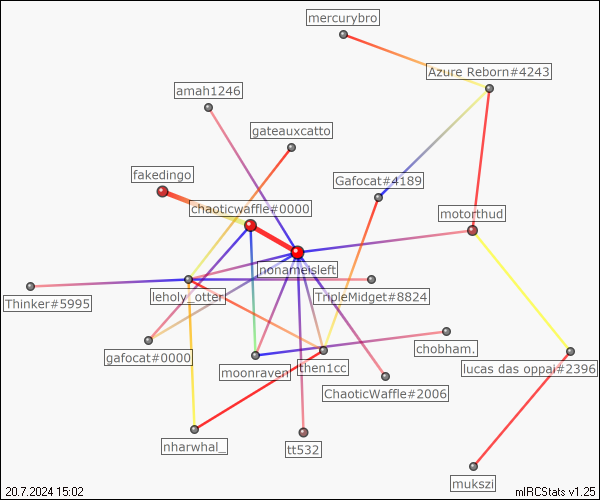 mercurybro
Azure Reborn#4243
amah1246
gateauxcatto
fakedingo
Gafocat#4189
chaoticwaffle#0000
motorthud
nonameisleft
Thinker#5995
leholy_otter
TripleMidget#8824
gafocat#0000
chobham.
moonraven
then1cc
lucas das oppai#2396
ChaoticWaffle#2006
nharwhal_
tt532
mukszi
20.7.2024 15:02
mIRCStats v1.25